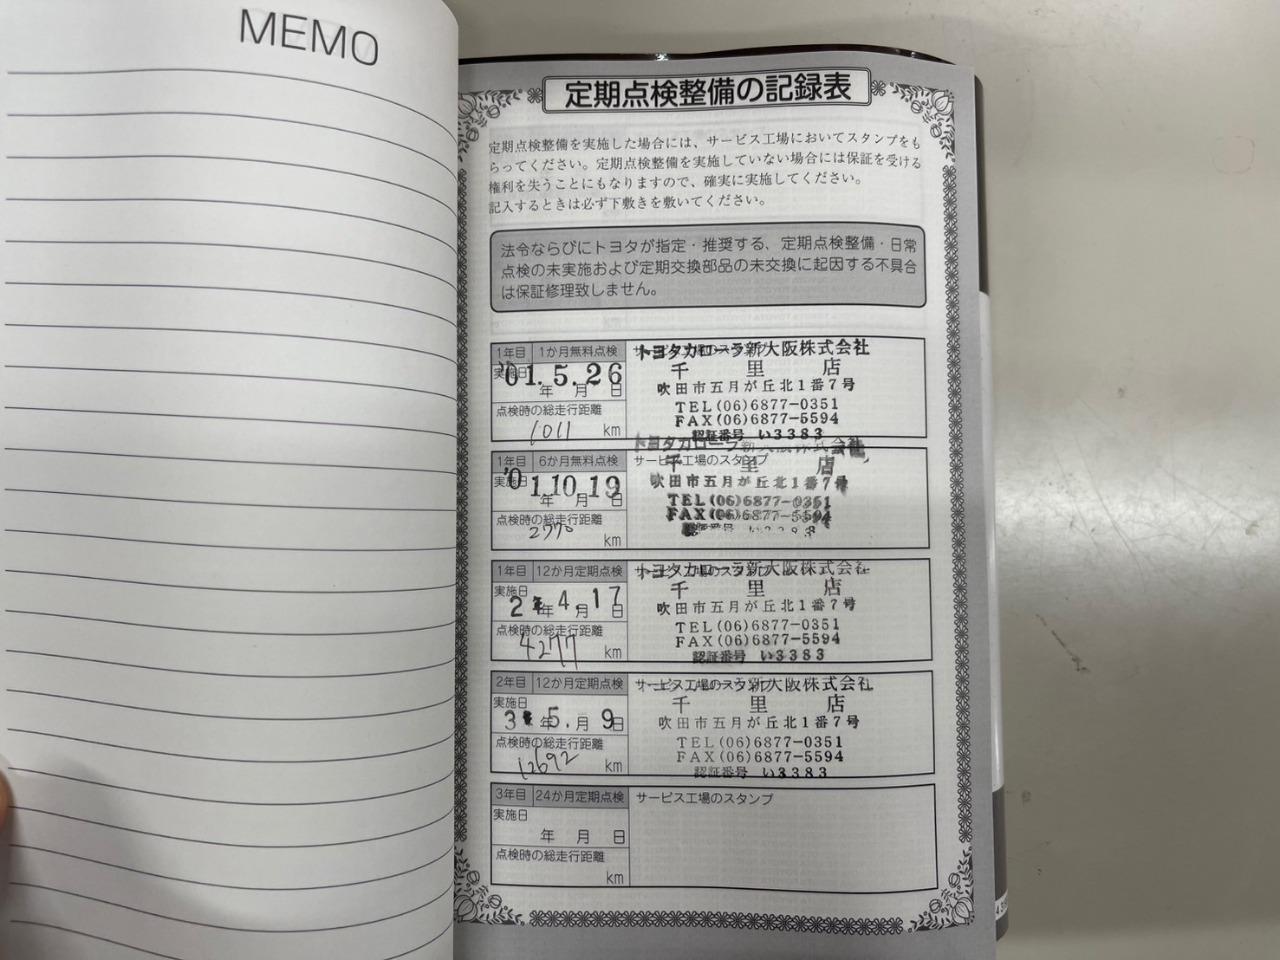 MEMO
定期点検整備の記録表
定期点検整備を実施した場合には、サービス工場においてスタンプをも
らってください。定期点検整備を実施していない場合には保証を受ける
権利を失うことにもなりますので、確実に実施してください。
記入するときは必ず下敷きを敷いてください。
法令ならびにトヨタが指定・推奨する、定期点検整備・日常
点検の未実施および定期交換部品の未交換に起因する不具合
は保証修理致しません。
1年目 1か月無料点検
実施日
'01.5.26
年 月 日
点検時の総走行距離
1011 km
トヨタカローラ新大阪株式会社
千里店
吹田市五月が丘北1番7号
TEL(06)6877-0351
FAX(06)6877-5594
認証番号 い3383
1年目 6か月無料点検
実施日
'01.10.19
年 月 日
点検時の総走行距離
km
サービス工場のスタンプ
トヨタカローラ新大阪株式会社
千里店
吹田市五月が丘北1番7号
TEL(06)6877-0351
FAX(06)6877-5594
1年目 12か月定期点検
実施日
2年4月17日
点検時の総走行距離
4277 km
トヨタカローラ新大阪株式会社
千里店
吹田市五月が丘北1番7号
TEL(06)6877-0351
FAX(06)6877-5594
認証番号 い3383
2年目 12か月定期点検
実施日
3年5.月9日
点検時の総走行距離
12692 km
サービス工場のスタンプ
千里店
吹田市五月が丘北1番7号
TEL(06)6877-0351
FAX(06)6877-5594
認証番号 い3383
3年目 24か月定期点検
実施日
年 月 日
点検時の総走行距離
km
サービス工場のスタンプ